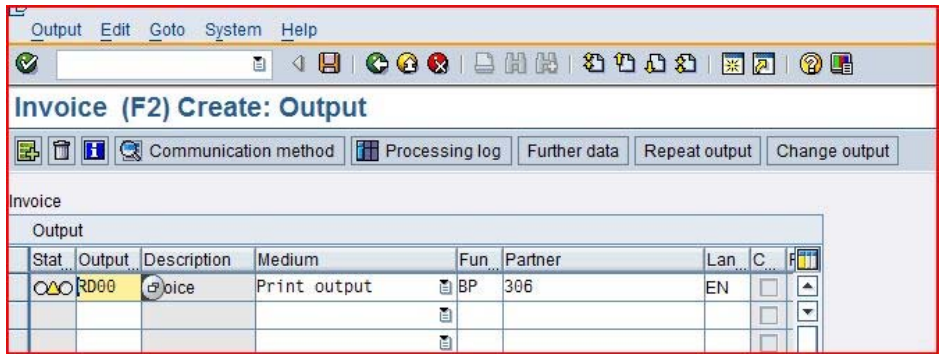 Output Edit Goto System Help
Invoice (F2) Create: Output
Communication method Processing log Further data Repeat output Change output
Invoice
Output
Stat... Output... Description Medium Fun... Partner Lan... C...
RD00 oice Print output BP 306 EN